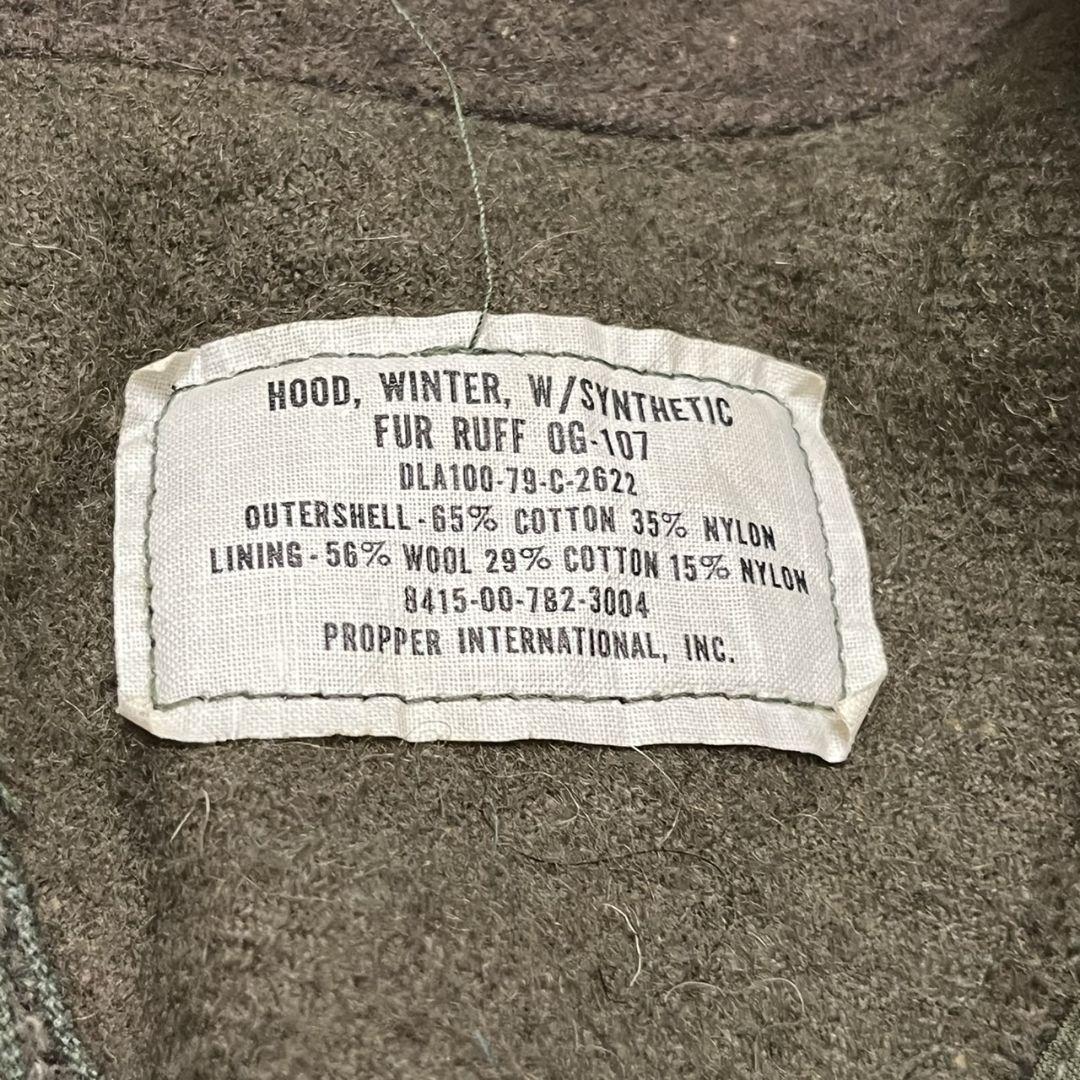 HOOD, WINTER, W/SYNTHETIC
FUR RUFF OG-107
DLA100-79-C-2622
OUTERSHELL-65% COTTON 35% NYLON
LINING-56% WOOL 29% COTTON 15% NYLON
8415-00-782-3004
PROPPER INTERNATIONAL, INC.